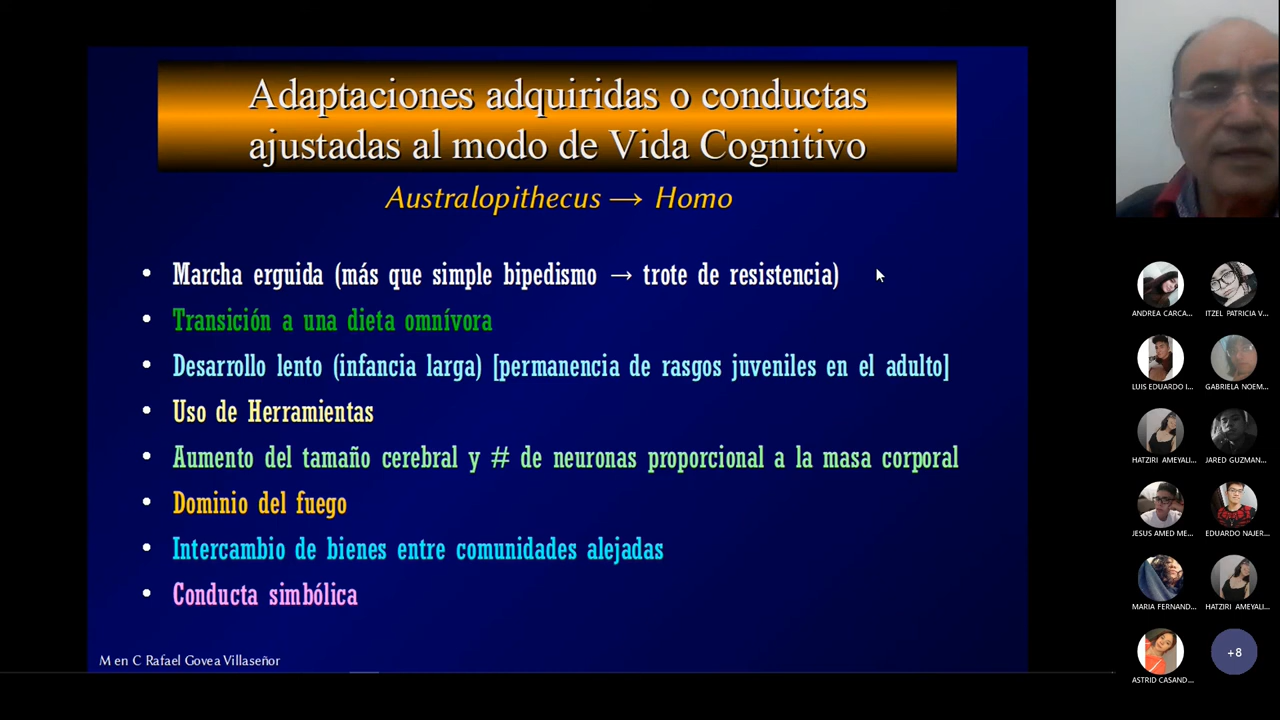 Adaptaciones adquiridas o conductas
ajustadas al modo de Vida Cognitivo
Australopithecus → Homo
• Marcha erguida (más que simple bipedismo → trote de resistencia)
• Transición a una dieta omnívora
• Desarrollo lento (infancia larga) [permanencia de rasgos juveniles en el adulto]
• Uso de Herramientas
• Aumento del tamaño cerebral y # de neuronas proporcional a la masa corporal
• Dominio del fuego
• Intercambio de bienes entre comunidades alejadas
• Conducta simbólica
M en C Rafael Govea Villaseñor
ANDREA CARCA...
ITZEL PATRICIA V...
LUIS EDUARDO I...
GABRIELA NOEM...
HATZIRI AMEYALI...
JARED GUZMAN...
JESUS AMED ME...
EDUARDO NAJER...
MARIA FERNAND...
HATZIRI AMEYALI...
ASTRID CASAND...
+8